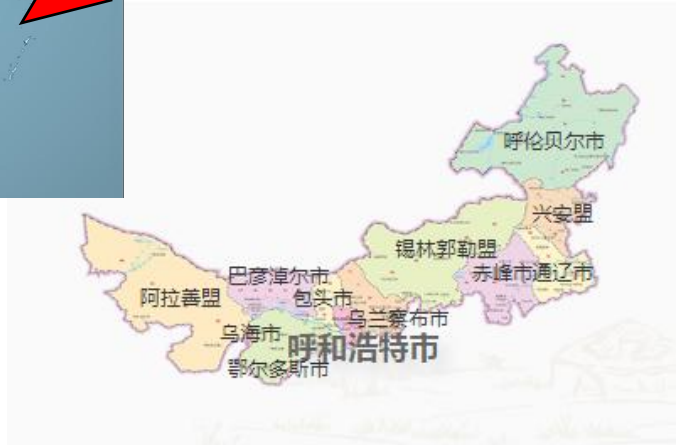 呼伦贝尔市
兴安盟
锡林郭勒盟
赤峰市 通辽市
巴彦淖尔市
阿拉善盟
包头市
乌兰察布市
乌海市
呼和浩特市
鄂尔多斯市